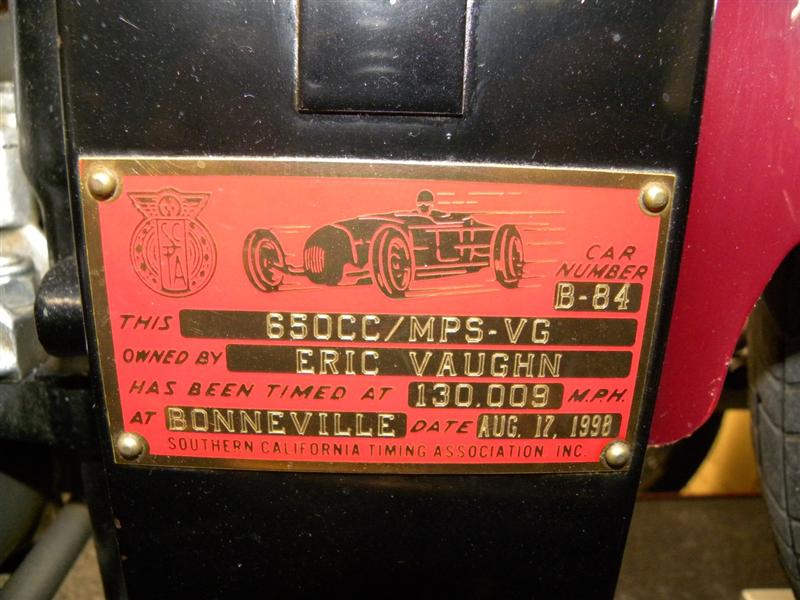 SCTA
CAR
NUMBER
B-84
THIS 650CC/MPS-VG
OWNED BY ERIC VAUGHN
HAS BEEN TIMED AT 130.009 M.P.H.
AT BONNEVILLE DATE AUG. 17, 1998
SOUTHERN CALIFORNIA TIMING ASSOCIATION INC.